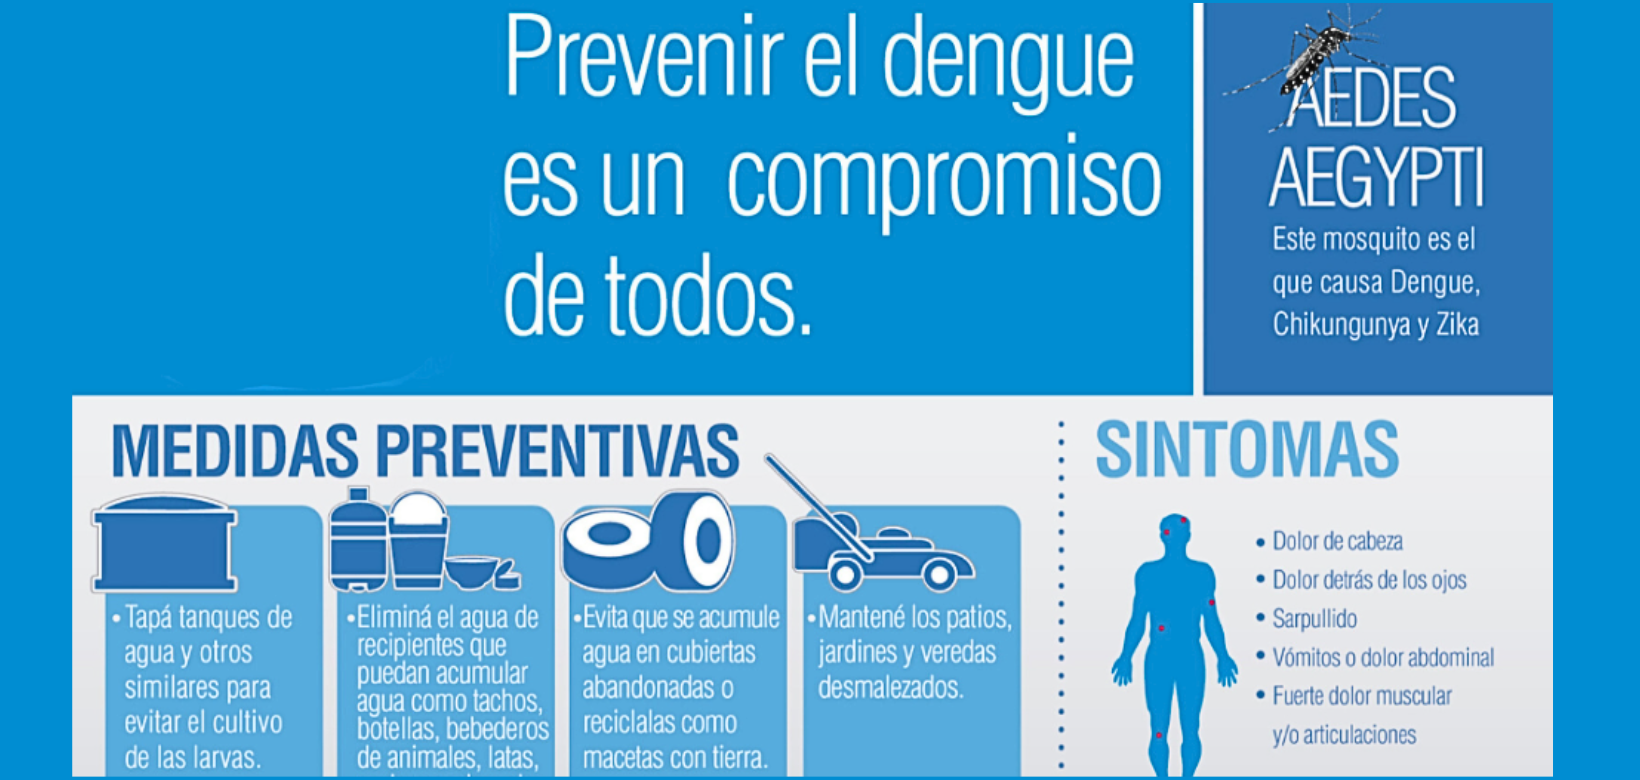 Prevenir el dengue
es un compromiso
de todos.
AEDES
AEGYPTI
Este mosquito es el
que causa Dengue,
Chikungunya y Zika
MEDIDAS PREVENTIVAS
•Tapá tanques de
agua y otros
similares para
evitar el cultivo
de las larvas.
•Eliminá el agua de
recipientes que
puedan acumular
agua como tachos,
botellas, bebederos
de animales, latas,
•Evita que se acumule
agua en cubiertas
abandonadas o
reciclalas como
macetas con tierra.
•Mantené los patios,
jardines y veredas
desmalezados.
SINTOMAS
• Dolor de cabeza
• Dolor detrás de los ojos
• Sarpullido
• Vómitos o dolor abdominal
• Fuerte dolor muscular
y/o articulaciones